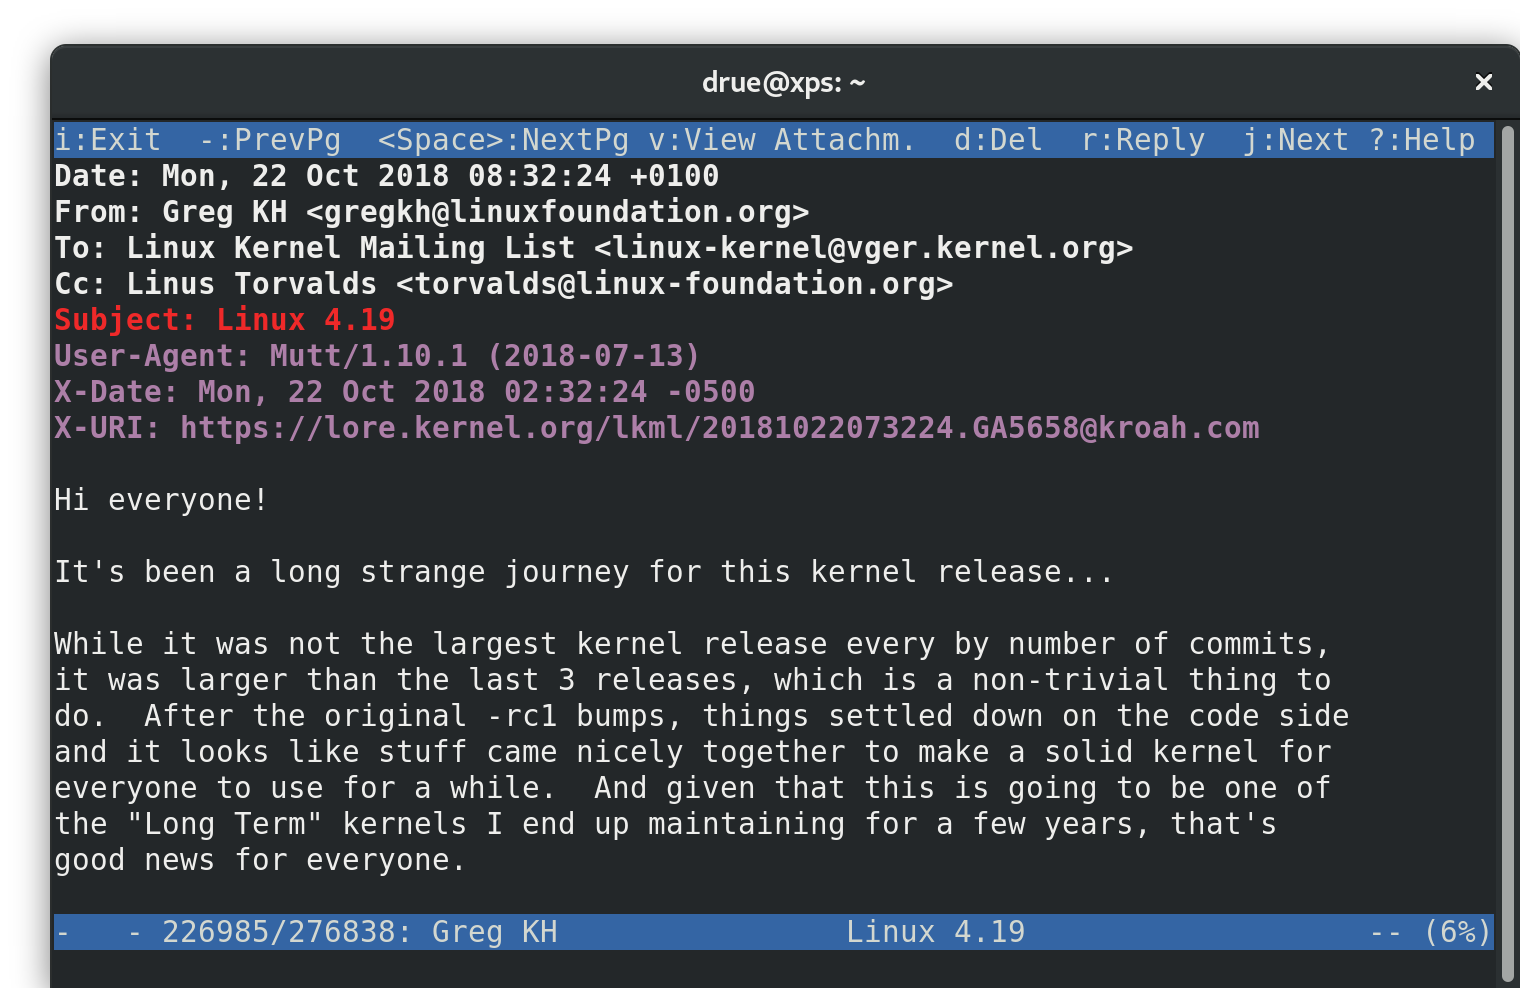 drue@xps: ~
i:Exit  -:PrevPg  <Space>:NextPg v:View Attachm.  d:Del  r:Reply  j:Next ?:Help
Date: Mon, 22 Oct 2018 08:32:24 +0100
From: Greg KH <gregkh@linuxfoundation.org>
To: Linux Kernel Mailing List <linux-kernel@vger.kernel.org>
Cc: Linus Torvalds <torvalds@linux-foundation.org>
Subject: Linux 4.19
User-Agent: Mutt/1.10.1 (2018-07-13)
X-Date: Mon, 22 Oct 2018 02:32:24 -0500
X-URI: https://lore.kernel.org/lkml/20181022073224.GA5658@kroah.com
Hi everyone!
It's been a long strange journey for this kernel release...
While it was not the largest kernel release every by number of commits,
it was larger than the last 3 releases, which is a non-trivial thing to
do.  After the original -rc1 bumps, things settled down on the code side
and it looks like stuff came nicely together to make a solid kernel for
everyone to use for a while.  And given that this is going to be one of
the "Long Term" kernels I end up maintaining for a few years, that's
good news for everyone.
-   - 226985/276838: Greg KH                Linux 4.19                   -- (6%)